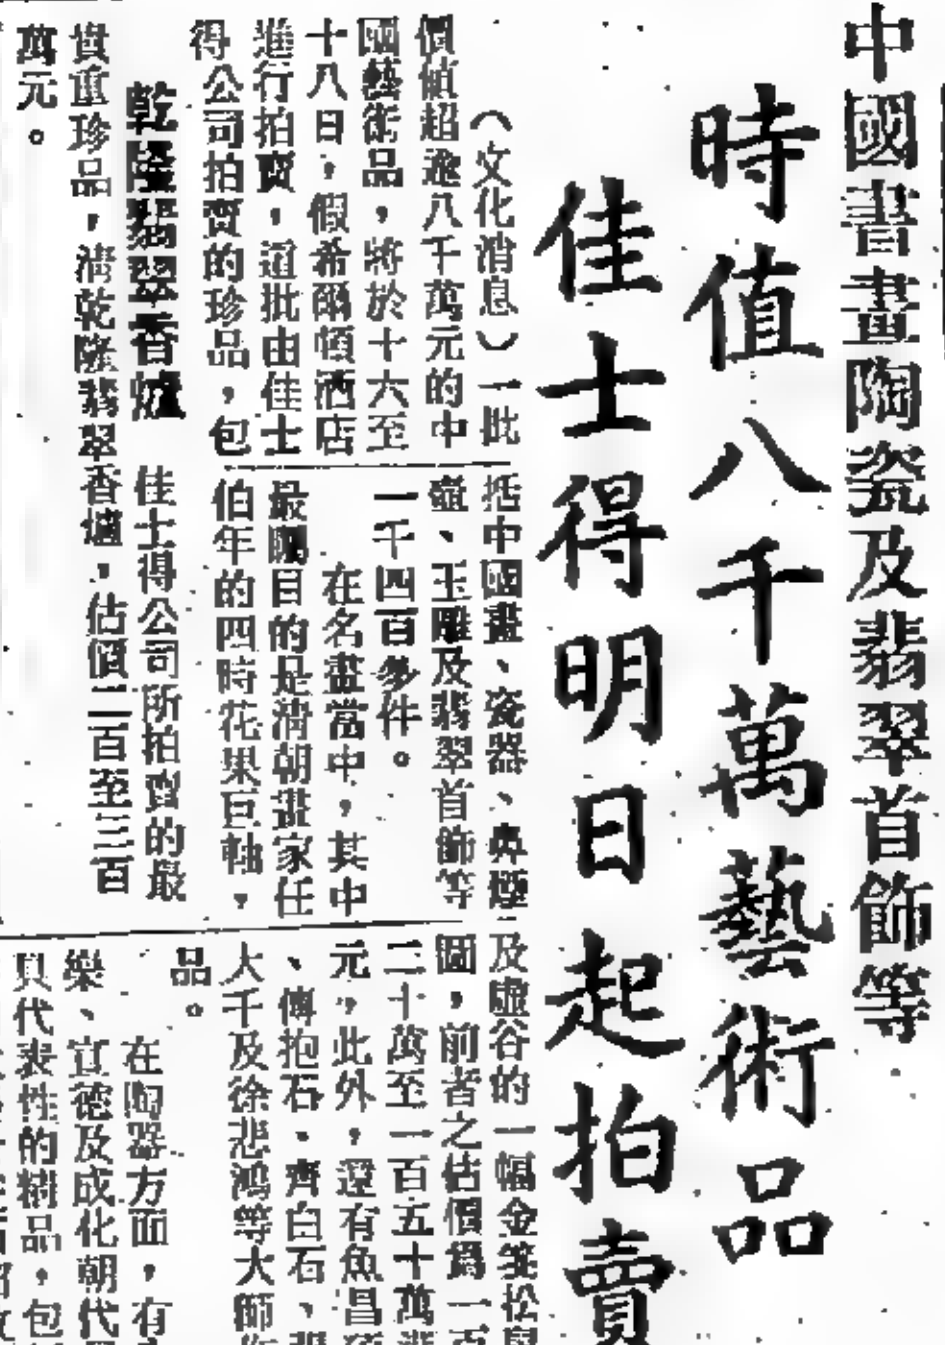 中國書畫陶瓷及翡翠首飾等
時值八千萬藝術品
佳士得明日起拍賣
（文化消息）一批
價值超逾八千萬元的中
國藝術品，將於十六至
十八日，假希爾頓酒店
進行拍賣，這批由佳士
得公司拍賣的珍品，包
括中國畫、瓷器、鼻煙
壺、玉雕及翡翠首飾等
一千四百多件。
在名畫當中，其中
最矚目的是清朝畫家任
伯年的四時花果巨軸，
及虛谷的一幅金箋松
圖，前者之估價爲一百
二十萬至一百五十萬
元，此外，還有魚昌
、傅抱石、齊白石、
大千及徐悲鴻等大師
品。
乾隆翡翠香爐
佳士得公司所拍賣的最
貴重珍品，清乾隆翡翠香爐，估價二百至三百
萬元。
在陶器方面，有
樂、宣德及成化朝代
具代表性的精品，包